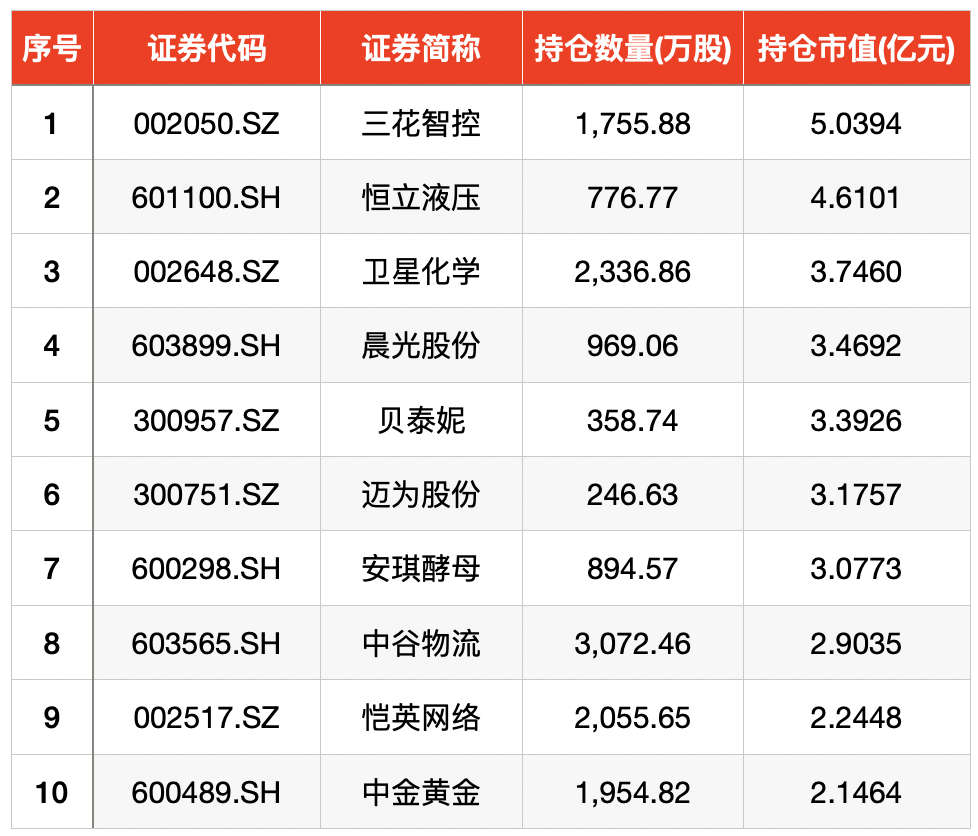 序号 证券代码 证券简称 持仓数量(万股) 持仓市值(亿元)
1 002050.SZ 三花智控 1,755.88 5.0394
2 601100.SH 恒立液压 776.77 4.6101
3 002648.SZ 卫星化学 2,336.86 3.7460
4 603899.SH 晨光股份 969.06 3.4692
5 300957.SZ 贝泰妮 358.74 3.3926
6 300751.SZ 迈为股份 246.63 3.1757
7 600298.SH 安琪酵母 894.57 3.0773
8 603565.SH 中谷物流 3,072.46 2.9035
9 002517.SZ 恺英网络 2,055.65 2.2448
10 600489.SH 中金黄金 1,954.82 2.1464